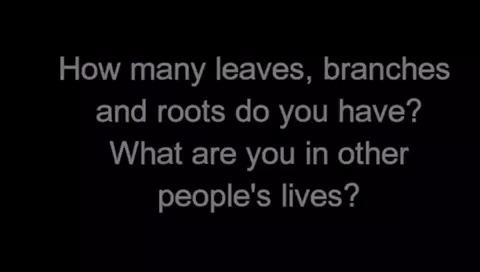 How many leaves, branches
and roots do you have?
What are you in other
people's lives?